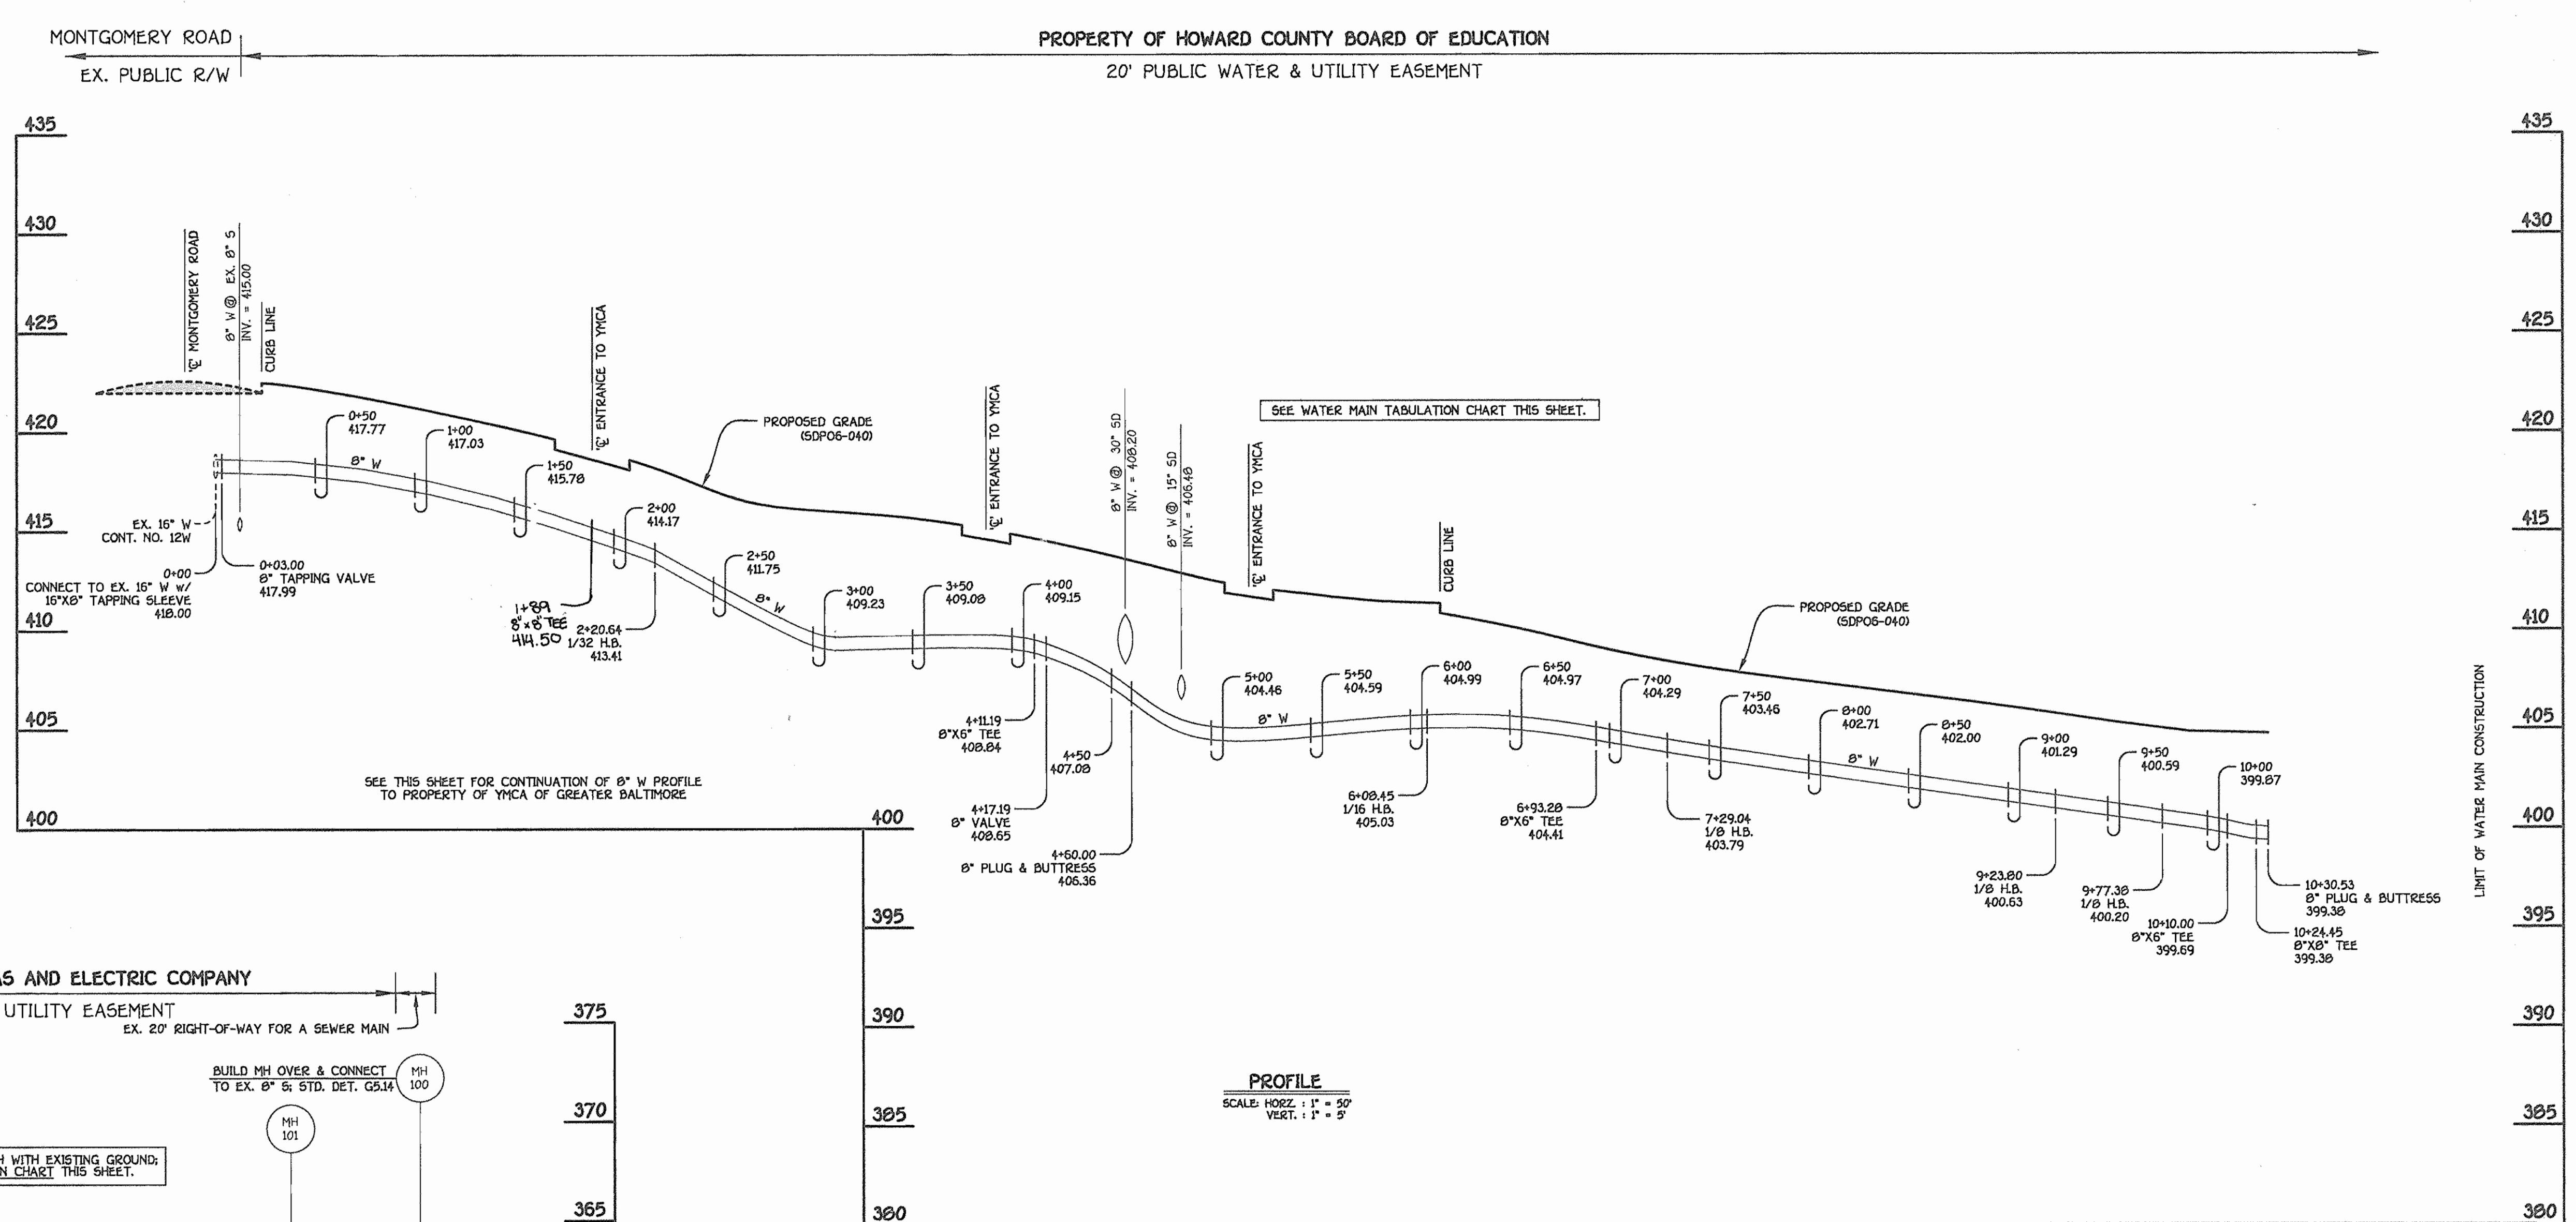 MONTGOMERY ROAD
EX. PUBLIC R/W
PROPERTY OF HOWARD COUNTY BOARD OF EDUCATION
20' PUBLIC WATER & UTILITY EASEMENT
435
430
425
420
415
410
405
400
435
430
425
420
415
410
405
400
395
390
385
380
℄ MONTGOMERY ROAD
8" W @ EX. 8" S
INV. = 415.00
CURB LINE
℄ ENTRANCE TO YMCA
PROPOSED GRADE
(SDP06-040)
℄ ENTRANCE TO YMCA
8" W @ 30" SD
INV. = 408.20
8" W @ 15" SD
INV. = 406.48
℄ ENTRANCE TO YMCA
SEE WATER MAIN TABULATION CHART THIS SHEET.
CURB LINE
PROPOSED GRADE
(SDP06-040)
LIMIT OF WATER MAIN CONSTRUCTION
0+50
417.77
8" W
1+00
417.03
1+50
415.78
2+00
414.17
2+50
411.75
8" W
3+00
409.23
3+50
409.08
4+00
409.15
5+00
404.46
8" W
5+50
404.59
6+00
404.99
6+50
404.97
7+00
404.29
7+50
403.46
8+00
402.71
8" W
8+50
402.00
9+00
401.29
9+50
400.59
10+00
399.87
EX. 16" W
CONT. NO. 12W
0+00
CONNECT TO EX. 16" W W/
16"X8" TAPPING SLEEVE
418.00
0+03.00
8" TAPPING VALVE
417.99
1+89
8"x8" TEE
414.50
2+20.64
1/32 H.B.
413.41
4+11.19
8"X6" TEE
408.84
4+17.19
8" VALVE
408.65
4+50
407.08
4+60.00
8" PLUG & BUTTRESS
406.36
6+08.45
1/16 H.B.
405.03
6+93.28
8"X6" TEE
404.41
7+29.04
1/8 H.B.
403.79
9+23.80
1/8 H.B.
400.63
9+77.38
1/8 H.B.
400.20
10+10.00
8"X6" TEE
399.69
10+24.45
8"X8" TEE
399.38
10+30.53
8" PLUG & BUTTRESS
399.38
SEE THIS SHEET FOR CONTINUATION OF 8" W PROFILE
TO PROPERTY OF YMCA OF GREATER BALTIMORE
400
395
390
385
380
AS AND ELECTRIC COMPANY
UTILITY EASEMENT
EX. 20' RIGHT-OF-WAY FOR A SEWER MAIN
BUILD MH OVER & CONNECT
TO EX. 8" S; STD. DET. G5.14
MH
100
MH
101
H WITH EXISTING GROUND;
N CHART THIS SHEET.
375
370
365
PROFILE
SCALE: HORZ. : 1" = 50'
VERT. : 1" = 5'